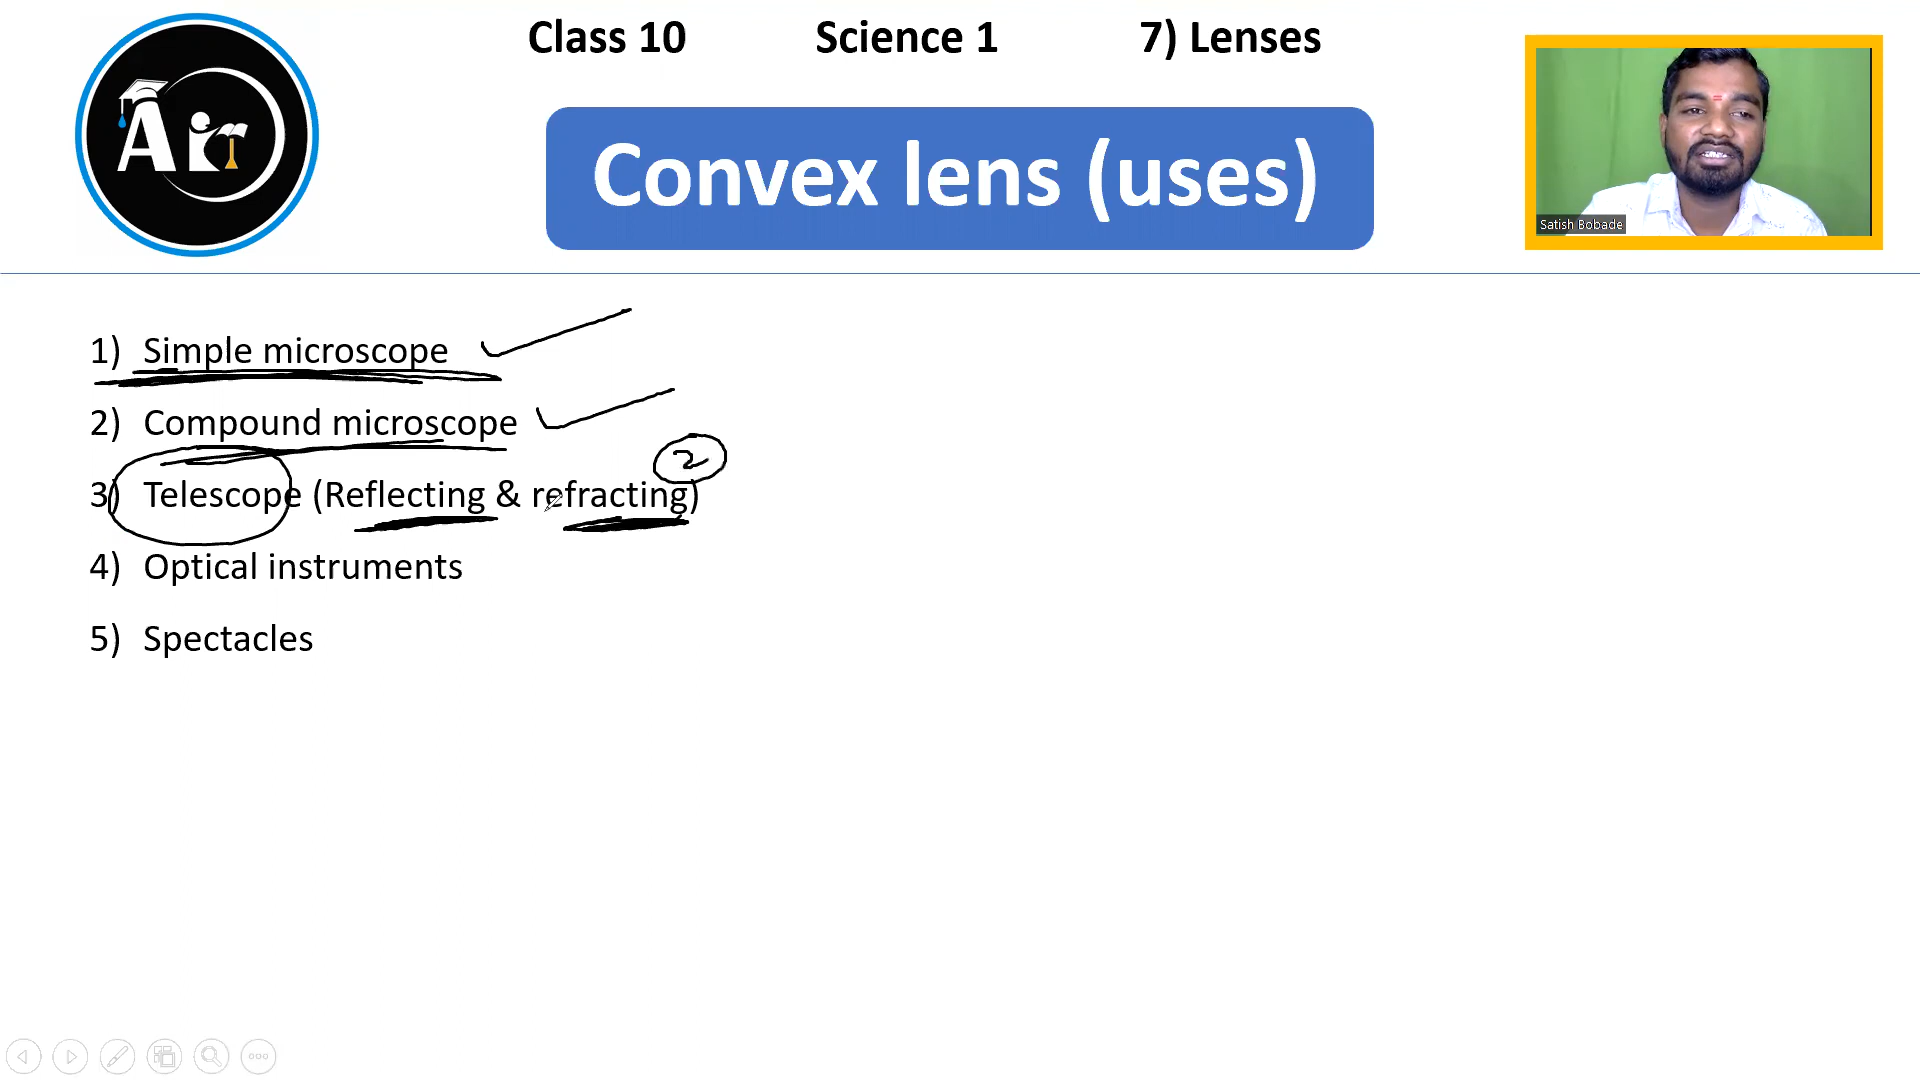 Class 10 Science 1 7) Lenses
Air
Convex lens (uses)
Satish Bobade
1) Simple microscope
2) Compound microscope
2
3) Telescope (Reflecting & refracting)
4) Optical instruments
5) Spectacles